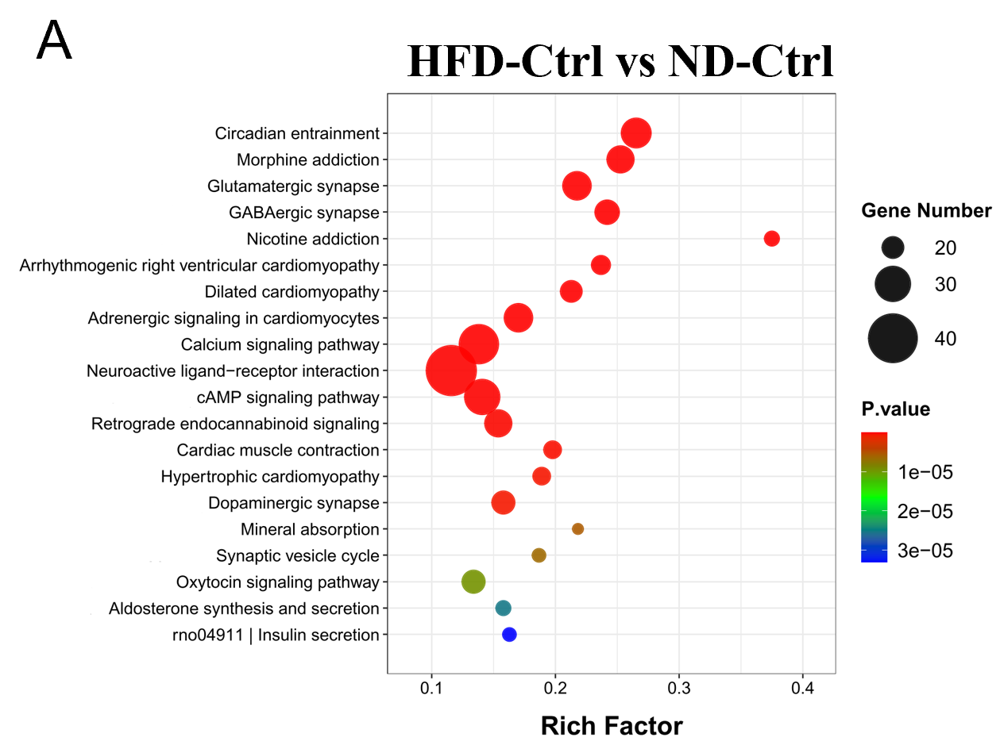 A
HFD-Ctrl vs ND-Ctrl
Circadian entrainment
Morphine addiction
Glutamatergic synapse
GABAergic synapse
Nicotine addiction
Arrhythmogenic right ventricular cardiomyopathy
Dilated cardiomyopathy
Adrenergic signaling in cardiomyocytes
Calcium signaling pathway
Neuroactive ligand−receptor interaction
cAMP signaling pathway
Retrograde endocannabinoid signaling
Cardiac muscle contraction
Hypertrophic cardiomyopathy
Dopaminergic synapse
Mineral absorption
Synaptic vesicle cycle
Oxytocin signaling pathway
Aldosterone synthesis and secretion
rno04911 | Insulin secretion
0.1 0.2 0.3 0.4
Rich Factor
Gene Number
20
30
40
P.value
1e−05
2e−05
3e−05